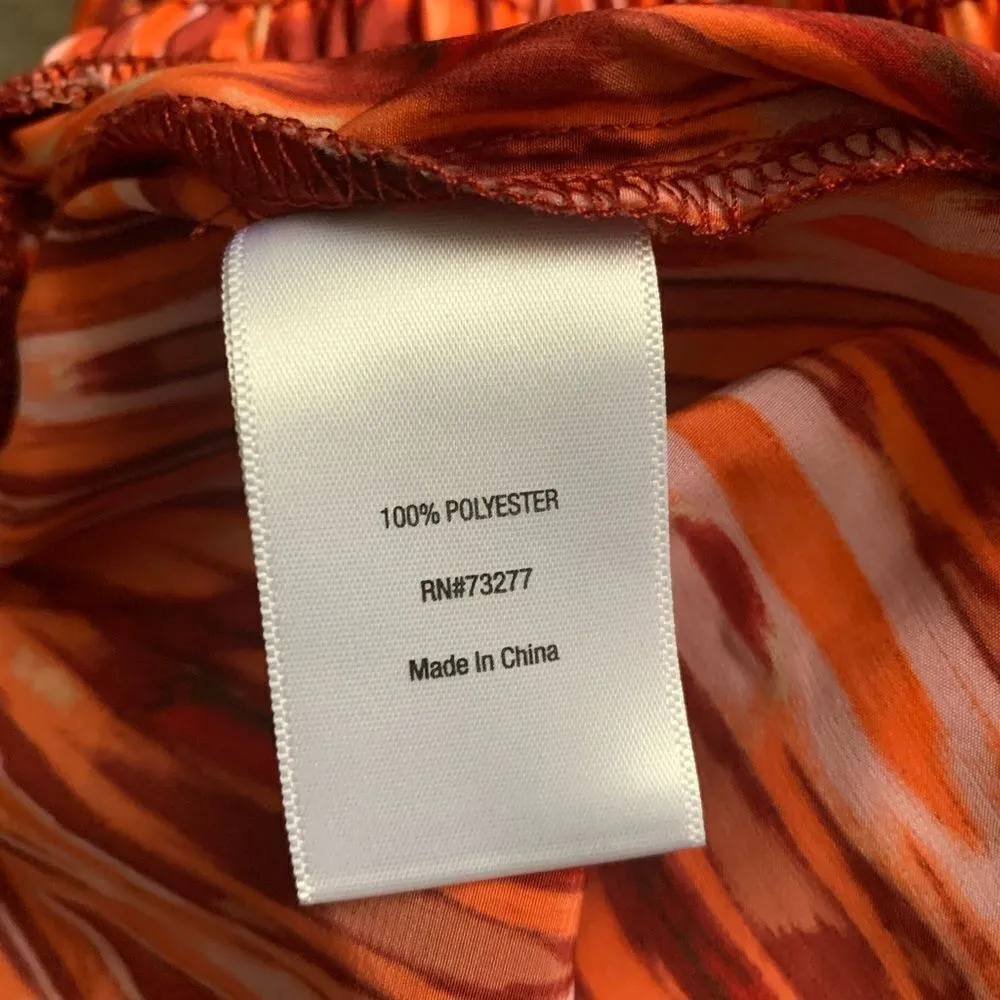 100% POLYESTER
RN#73277
Made In China